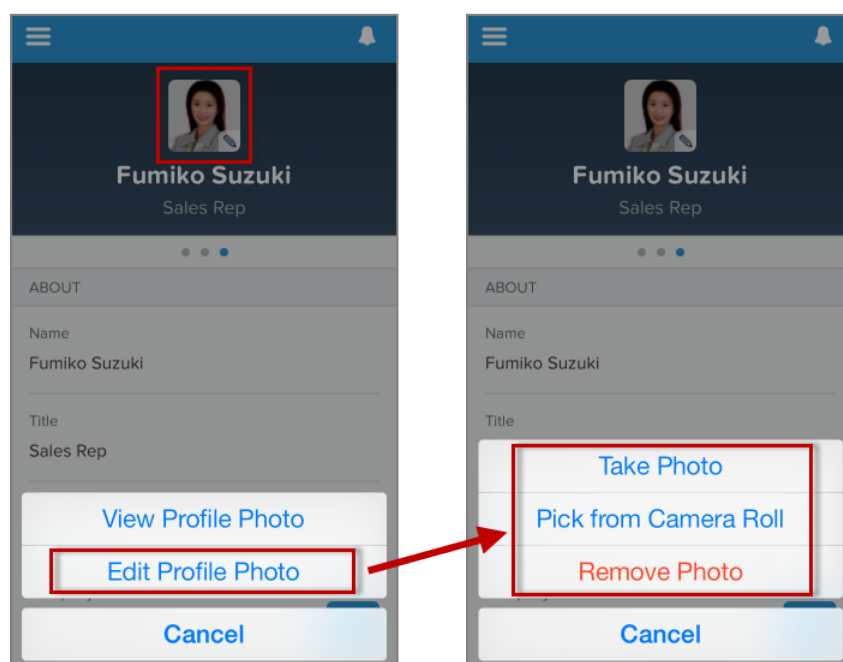 Fumiko Suzuki
Sales Rep
ABOUT
Name
Fumiko Suzuki
Title
Sales Rep
View Profile Photo
Edit Profile Photo
Cancel
Fumiko Suzuki
Sales Rep
ABOUT
Name
Fumiko Suzuki
Title
Take Photo
Pick from Camera Roll
Remove Photo
Cancel